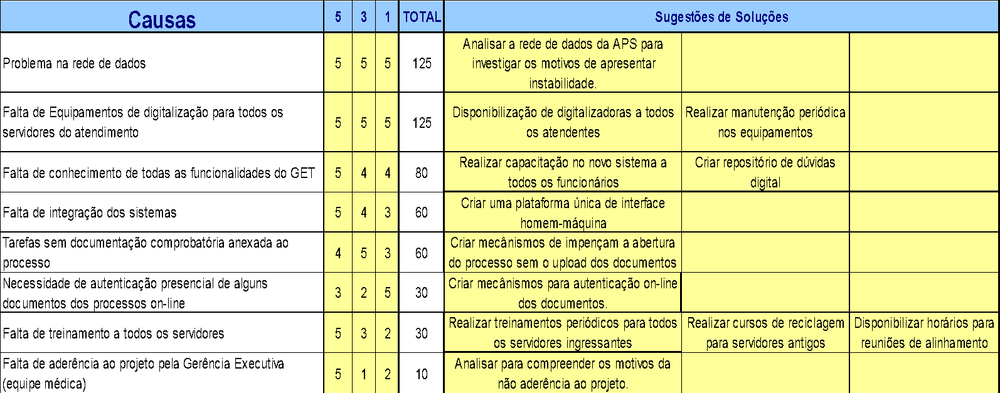 Causas 5 3 1 TOTAL Sugestões de Soluções
Problema na rede de dados 5 5 5 125
Analisar a rede de dados da APS para
investigar os motivos de apresentar
instabilidade.
Falta de Equipamentos de digitalização para todos os
servidores do atendimento
5 5 5 125
Disponibilização de digitalizadoras a todos
os atendentes
Realizar manutenção periódica
nos equipamentos
Falta de conhecimento de todas as funcionalidades do GET 5 4 4 80
Realizar capacitação no novo sistema a
todos os funcionários
Criar repositório de dúvidas
digital
Falta de integração dos sistemas 5 4 3 60
Criar uma plataforma única de interface
homem-máquina
Tarefas sem documentação comprobatória anexada ao
processo
4 5 3 60
Criar mecânismos de impençam a abertura
do processo sem o upload dos documentos
Necessidade de autenticação presencial de alguns
documentos dos processos on-line
3 2 5 30
Criar mecânismos para autenticação on-line
dos documentos.
Falta de treinamento a todos os servidores 5 3 2 30
Realizar treinamentos periódicos para todos
os servidores ingressantes
Realizar cursos de reciclagem
para servidores antigos
Disponibilizar horários para
reuniões de alinhamento
Falta de aderência ao projeto pela Gerência Executiva
(equipe médica)
5 1 2 10
Analisar para compreender os motivos da
não aderência ao projeto.